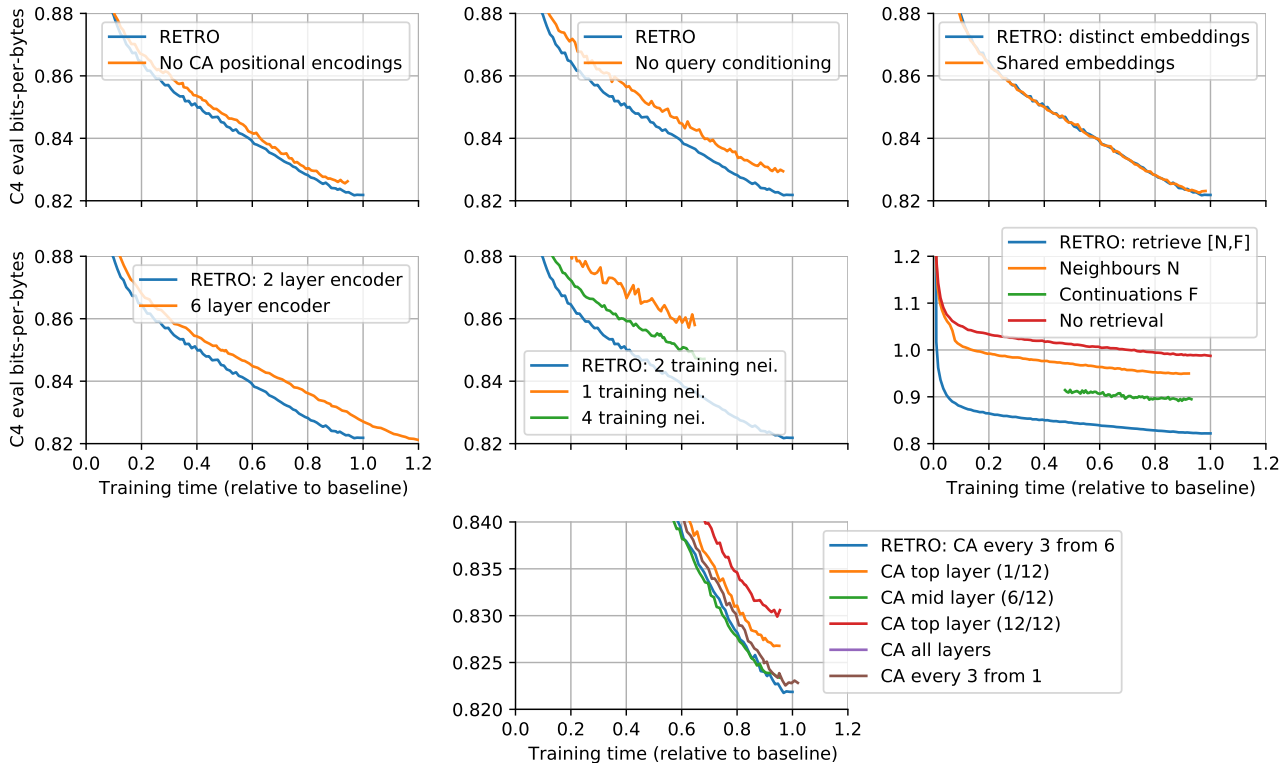 C4 eval bits-per-bytes
0.88
0.86
0.84
0.82
RETRO
No CA positional encodings
0.88
0.86
0.84
0.82
RETRO
No query conditioning
0.88
0.86
0.84
0.82
RETRO: distinct embeddings
Shared embeddings
C4 eval bits-per-bytes
0.88
0.86
0.84
0.82
RETRO: 2 layer encoder
6 layer encoder
0.0 0.2 0.4 0.6 0.8 1.0 1.2
Training time (relative to baseline)
0.88
0.86
0.84
0.82
RETRO: 2 training nei.
1 training nei.
4 training nei.
0.0 0.2 0.4 0.6 0.8 1.0 1.2
Training time (relative to baseline)
1.2
1.1
1.0
0.9
0.8
RETRO: retrieve [N,F]
Neighbours N
Continuations F
No retrieval
0.0 0.2 0.4 0.6 0.8 1.0 1.2
Training time (relative to baseline)
0.840
0.835
0.830
0.825
0.820
RETRO: CA every 3 from 6
CA top layer (1/12)
CA mid layer (6/12)
CA top layer (12/12)
CA all layers
CA every 3 from 1
0.0 0.2 0.4 0.6 0.8 1.0 1.2
Training time (relative to baseline)